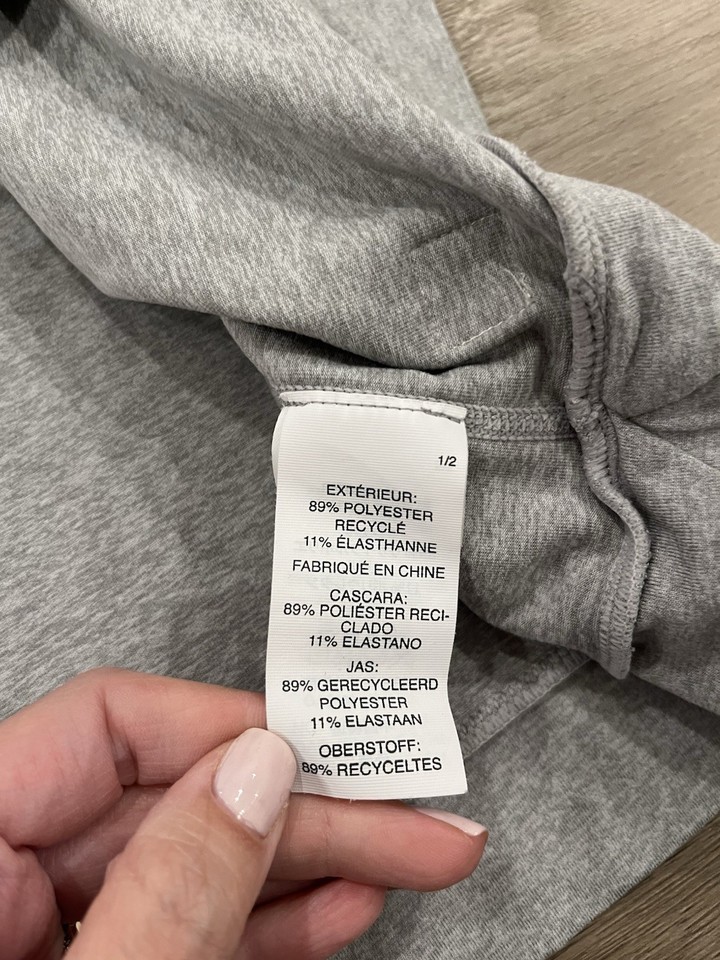 1/2
EXTÉRIEUR:
89% POLYESTER
RECYCLÉ
11% ÉLASTHANNE
FABRIQUÉ EN CHINE
CASCARA:
89% POLIÉSTER RECI-
CLADO
11% ELASTANO
JAS:
89% GERECYCLEERD
POLYESTER
11% ELASTAAN
OBERSTOFF:
89% RECYCELTES